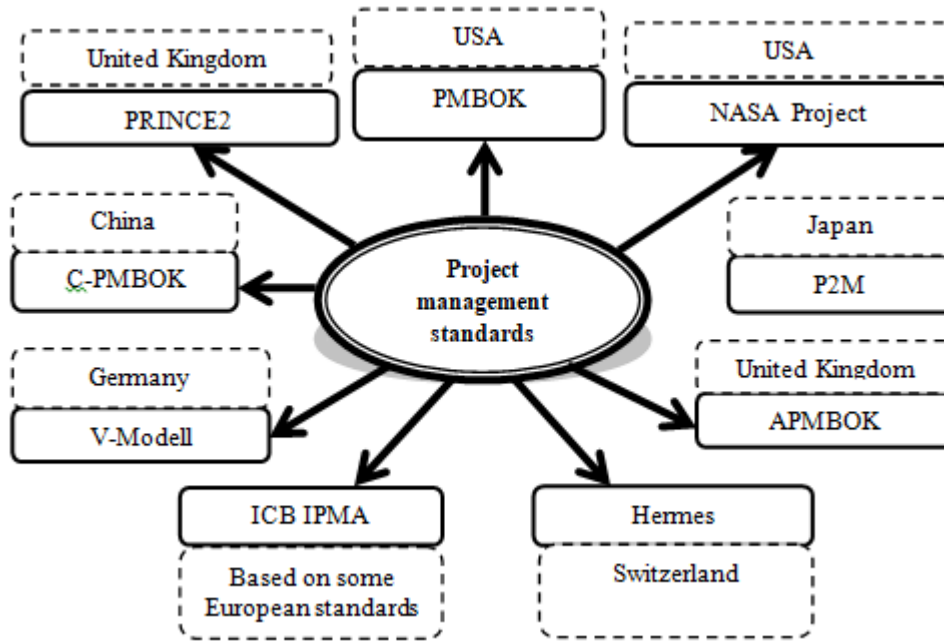 United Kingdom
PRINCE2
USA
PMBOK
USA
NASA Project
China
C-PMBOK
Japan
P2M
Project
management
standards
Germany
V-Modell
United Kingdom
APMBOK
ICB IPMA
Based on some
European standards
Hermes
Switzerland